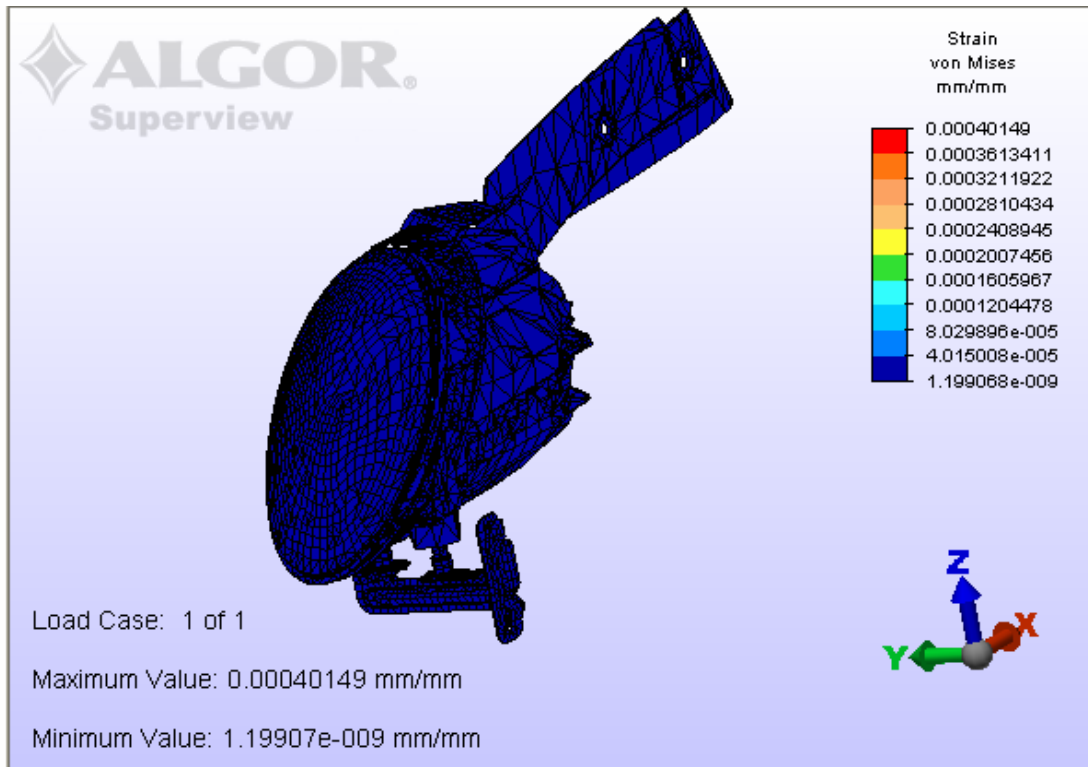 ALGOR®
Superview
Strain
von Mises
mm/mm
0.00040149
0.0003613411
0.0003211922
0.0002810434
0.0002408945
0.0002007456
0.0001605967
0.0001204478
8.029896e-005
4.015008e-005
1.199068e-009
Z
X
Y
Load Case:  1 of 1
Maximum Value: 0.00040149 mm/mm
Minimum Value: 1.19907e-009 mm/mm